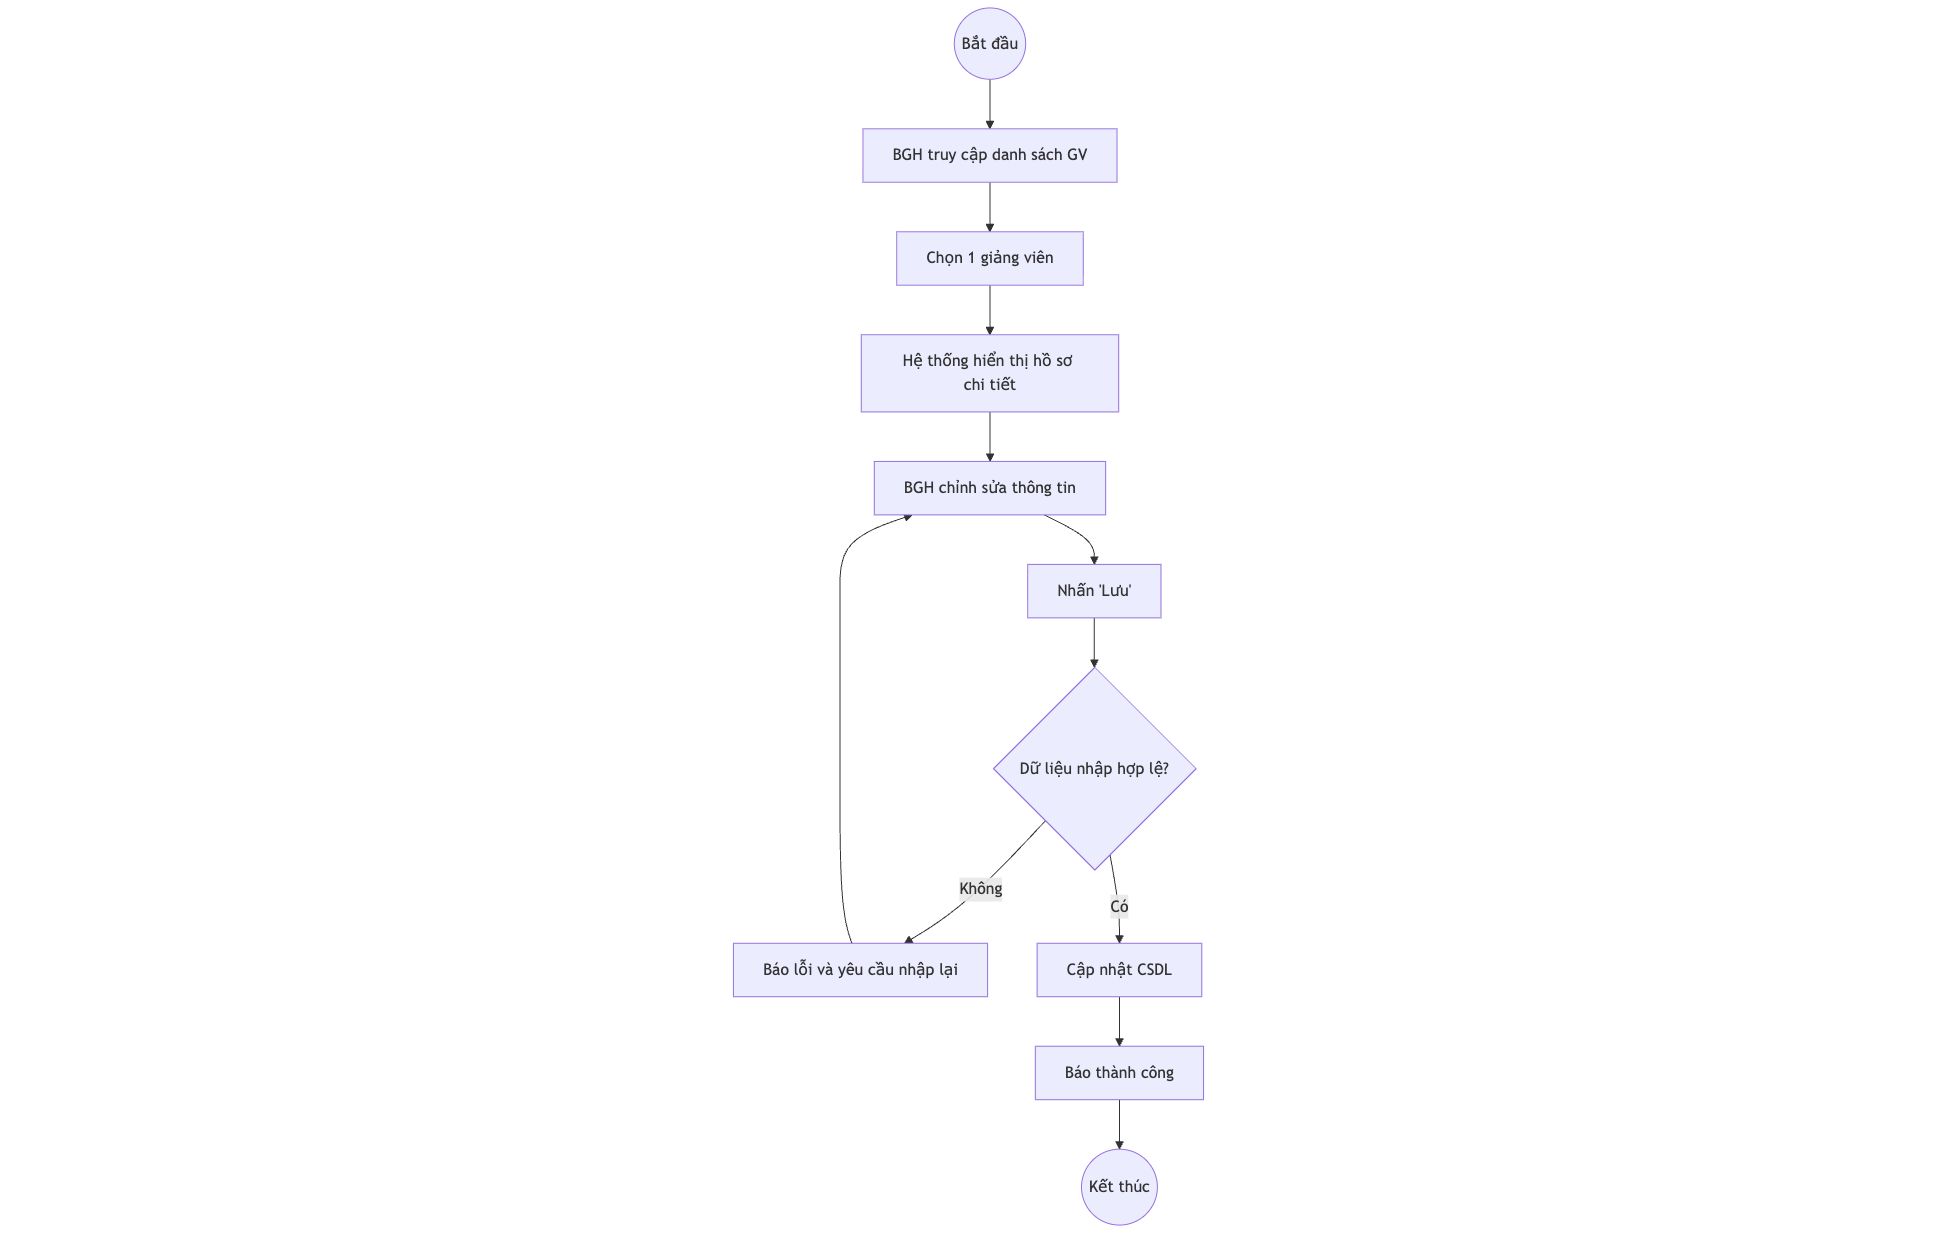 Bắt đầu
BGH truy cập danh sách GV
Chọn 1 giảng viên
Hệ thống hiển thị hồ sơ
chi tiết
BGH chỉnh sửa thông tin
Nhấn 'Lưu'
Dữ liệu nhập hợp lệ?
Không
Có
Báo lỗi và yêu cầu nhập lại
Cập nhật CSDL
Báo thành công
Kết thúc